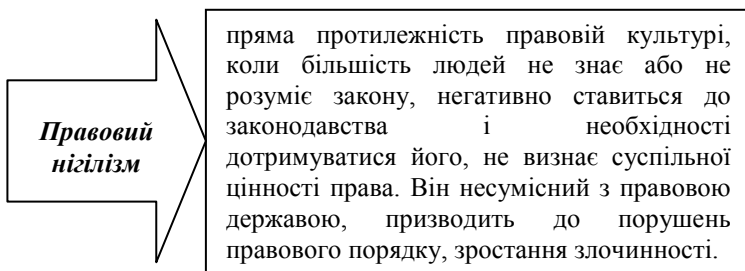 Правовий
нігілізм
пряма протилежність правовій культурі,
коли більшість людей не знає або не
розуміє закону, негативно ставиться до
законодавства і необхідності
дотримуватися його, не визнає суспільної
цінності права. Він несумісний з правовою
державою, призводить до порушень
правового порядку, зростання злочинності.